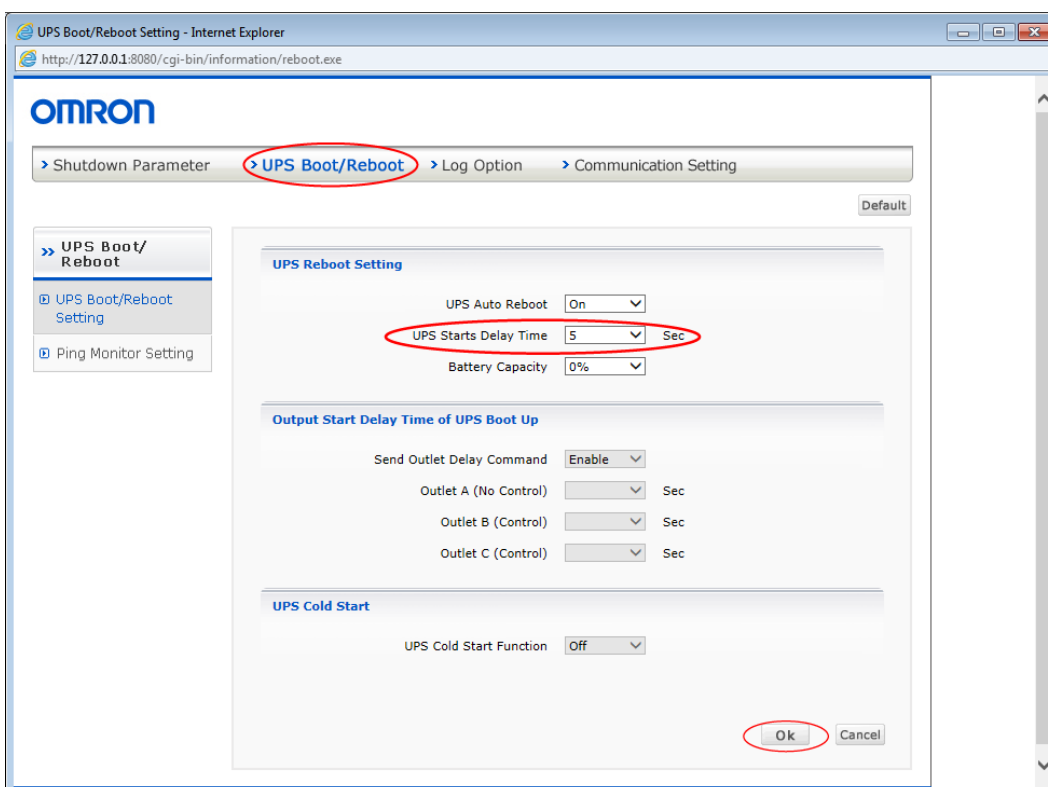 UPS Boot/Reboot Setting - Internet Explorer
http://127.0.0.1:8080/cgi-bin/information/reboot.exe
OMRON
Shutdown Parameter UPS Boot/Reboot Log Option Communication Setting
Default
UPS Boot/
Reboot
UPS Boot/Reboot
Setting
Ping Monitor Setting
UPS Reboot Setting
UPS Auto Reboot On
UPS Starts Delay Time 5 Sec
Battery Capacity 0%
Output Start Delay Time of UPS Boot Up
Send Outlet Delay Command Enable
Outlet A (No Control) Sec
Outlet B (Control) Sec
Outlet C (Control) Sec
UPS Cold Start
UPS Cold Start Function Off
Ok Cancel